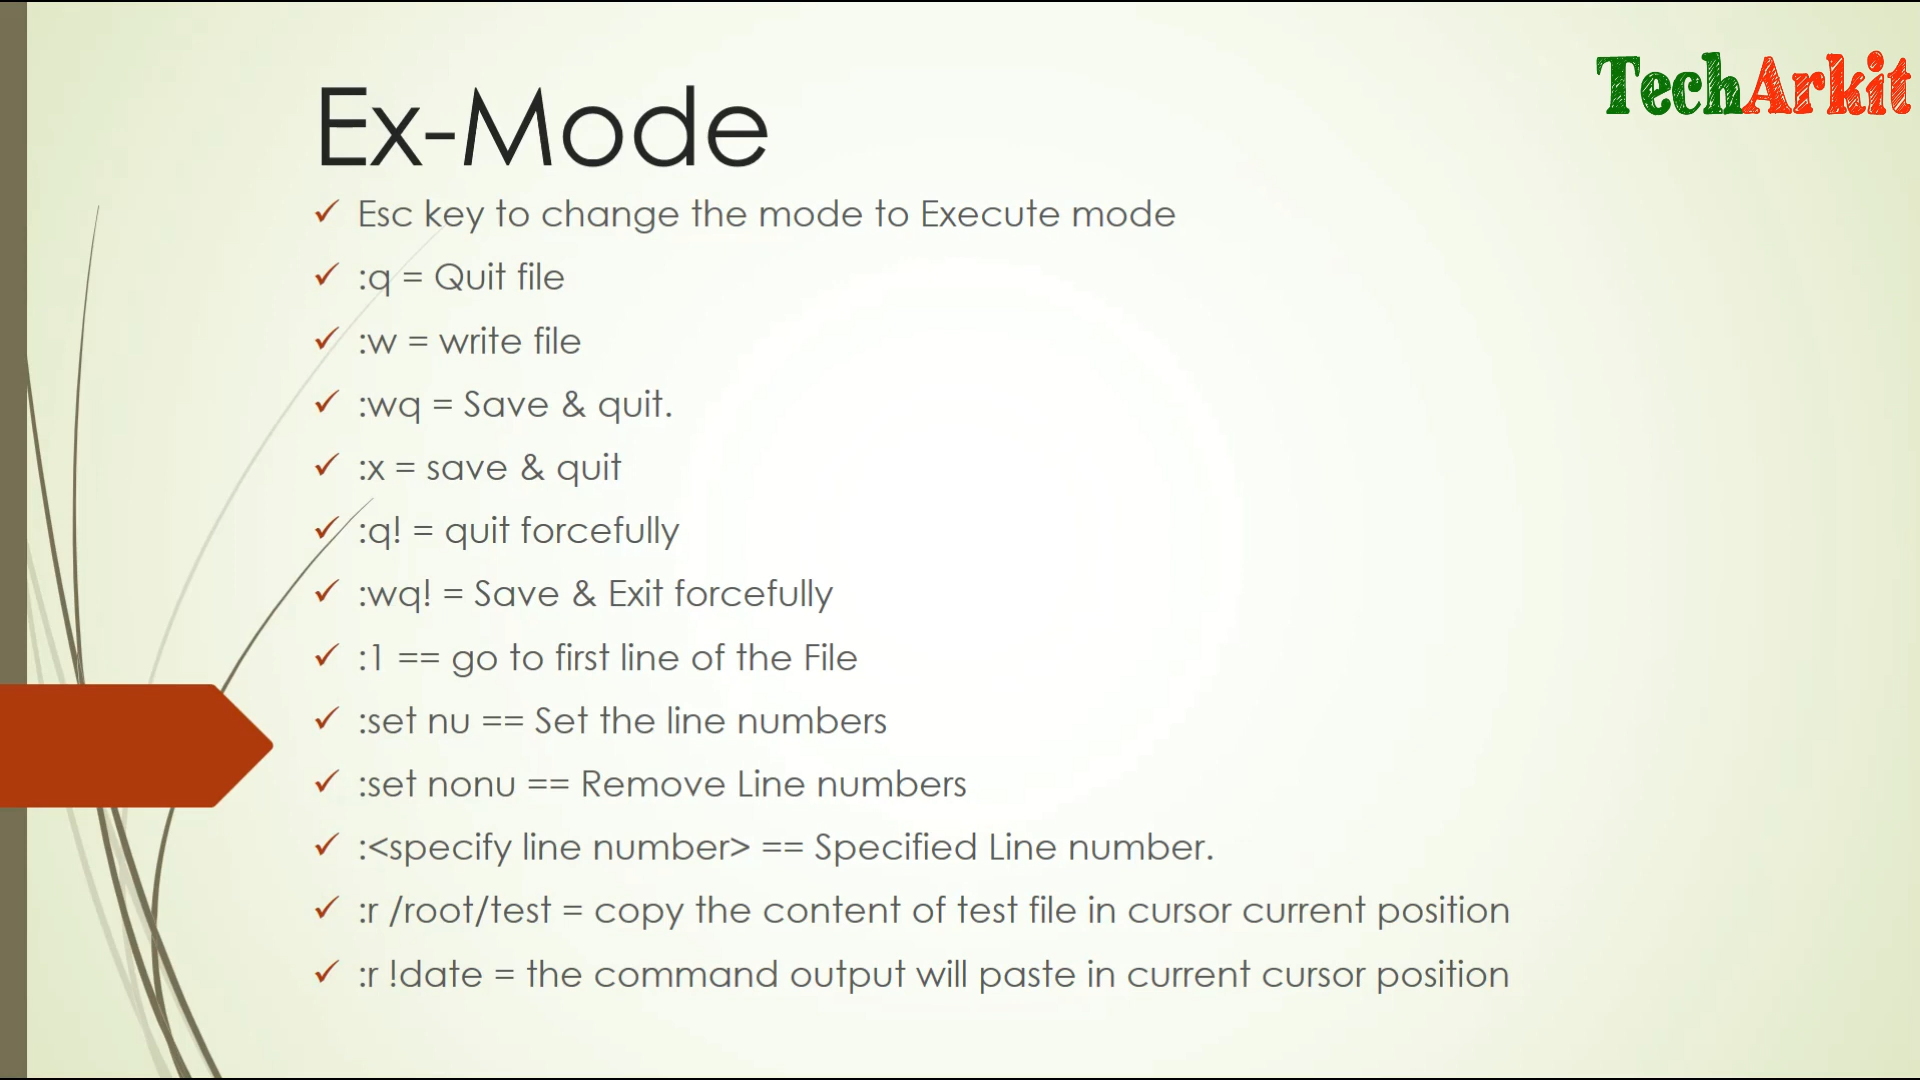 TechArkit
Ex-Mode
Esc key to change the mode to Execute mode
:q = Quit file
:w = write file
:wq = Save & quit.
:x = save & quit
:q! = quit forcefully
:wq! = Save & Exit forcefully
:1 == go to first line of the File
:set nu == Set the line numbers
:set nonu == Remove Line numbers
:<specify line number> == Specified Line number.
:r /root/test = copy the content of test file in cursor current position
:r !date = the command output will paste in current cursor position